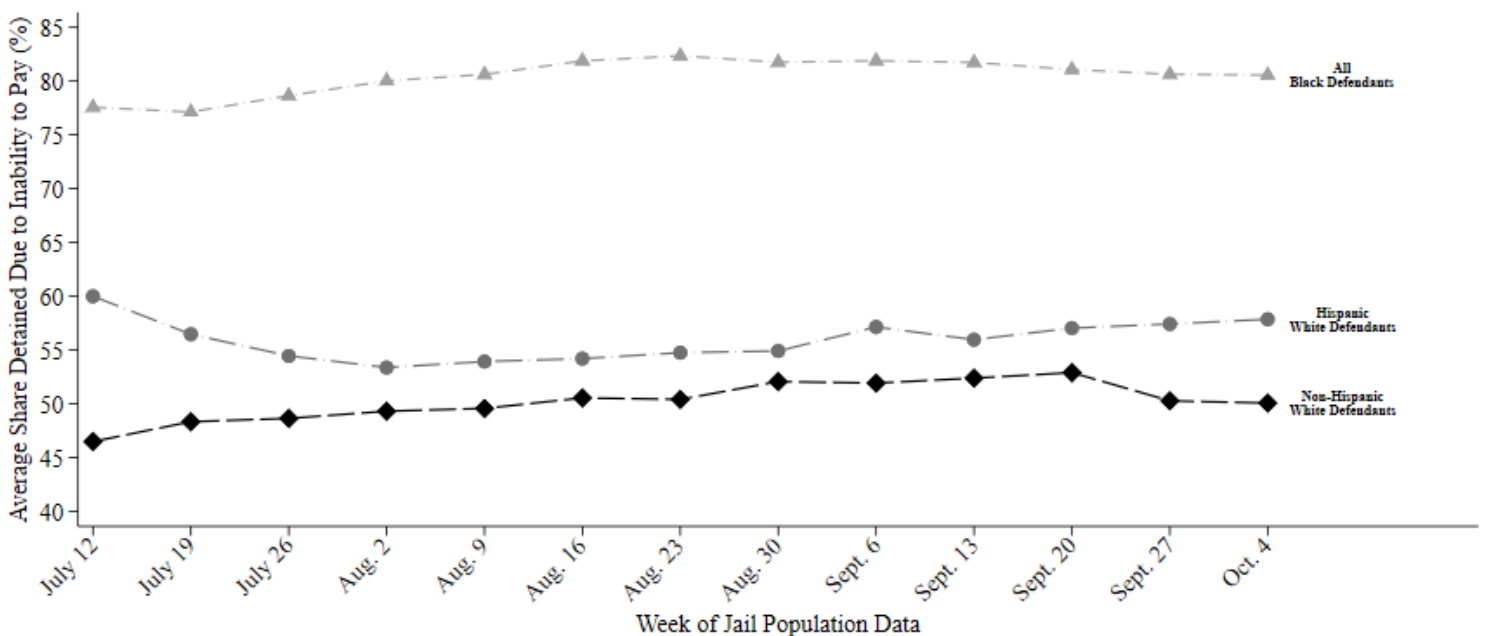 Average Share Detained Due to Inability to Pay (%)
85
80
75
70
65
60
55
50
45
40
All
Black Defendants
Hispanic
White Defendants
Non-Hispanic
White Defendants
July 12
July 19
July 26
Aug. 2
Aug. 9
Aug. 16
Aug. 23
Aug. 30
Sept. 6
Sept. 13
Sept. 20
Sept. 27
Oct. 4
Week of Jail Population Data